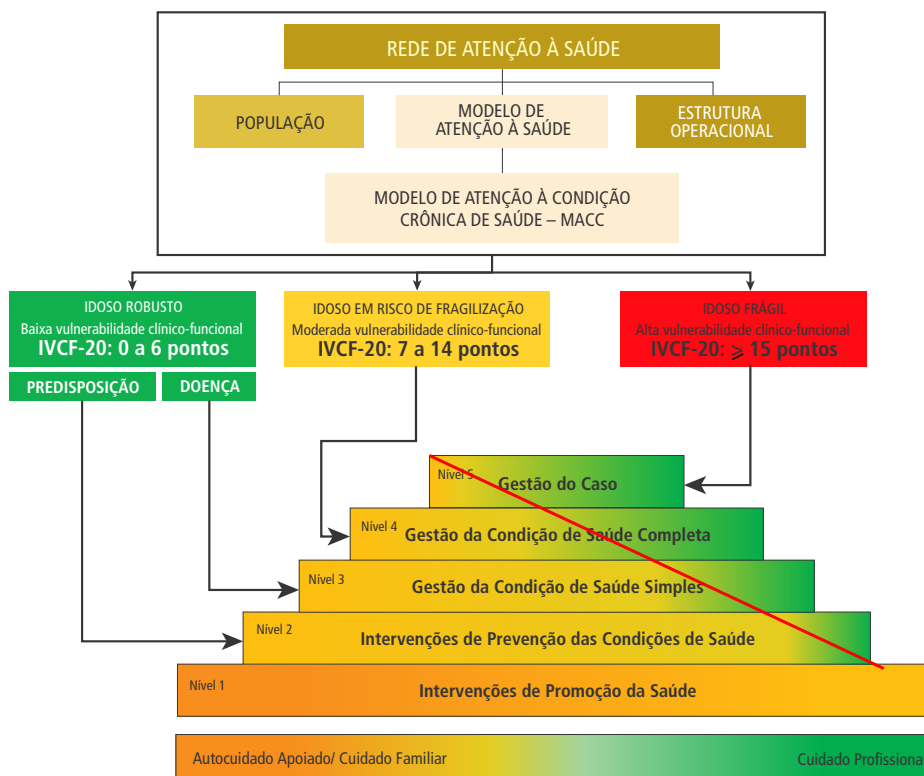 REDE DE ATENÇÃO À SAÚDE
POPULAÇÃO
MODELO DE
ATENÇÃO À SAÚDE
ESTRUTURA
OPERACIONAL
MODELO DE ATENÇÃO À CONDIÇÃO
CRÔNICA DE SAÚDE – MACC
IDOSO ROBUSTO
Baixa vulnerabilidade clínico-funcional
IVCF-20: 0 a 6 pontos
IDOSO EM RISCO DE FRAGILIZAÇÃO
Moderada vulnerabilidade clínico-funcional
IVCF-20: 7 a 14 pontos
IDOSO FRÁGIL
Alta vulnerabilidade clínico-funcional
IVCF-20: ⩾ 15 pontos
PREDISPOSIÇÃO
DOENÇA
Nível 5
Gestão do Caso
Nível 4
Gestão da Condição de Saúde Completa
Nível 3
Gestão da Condição de Saúde Simples
Nível 2
Intervenções de Prevenção das Condições de Saúde
Nível 1
Intervenções de Promoção da Saúde
Autocuidado Apoiado/ Cuidado Familiar
Cuidado Profissiona